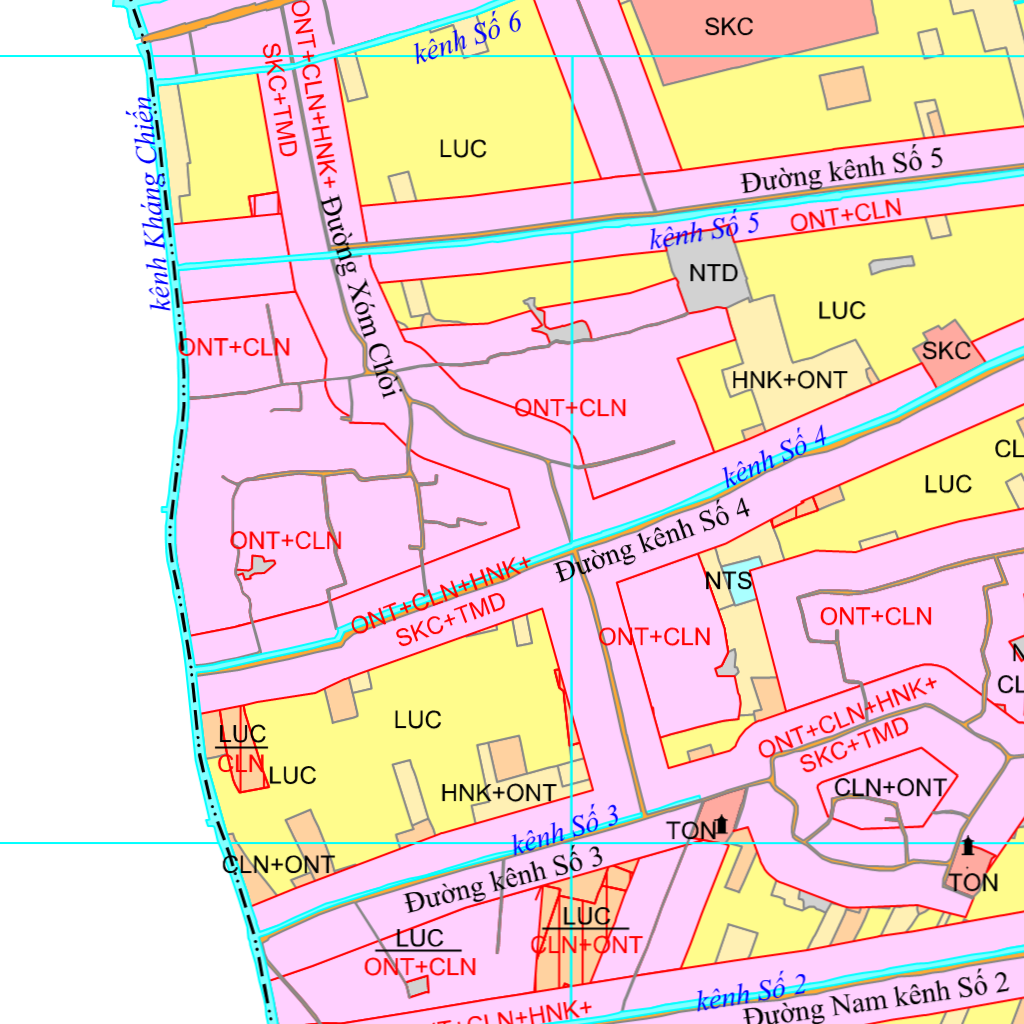 kênh Số 6
SKC
ONT+CLN+HNK+
SKC+TMD
kênh Kháng Chiến
LUC
Đường kênh Số 5
kênh Số 5
ONT+CLN
Đường Xóm Chồi
NTD
LUC
ONT+CLN
SKC
HNK+ONT
ONT+CLN
kênh Số 4
LUC
Đường kênh Số 4
ONT+CLN
NTS
ONT+CLN+HNK+
SKC+TMD
ONT+CLN
ONT+CLN
ONT+CLN+HNK+
SKC+TMD
LUC
LUC
CLN
LUC
HNK+ONT
CLN+ONT
kênh Số 3
TON
CLN+ONT
Đường kênh Số 3
TON
LUC
CLN+ONT
LUC
ONT+CLN
kênh Số 2
Đường Nam kênh Số 2